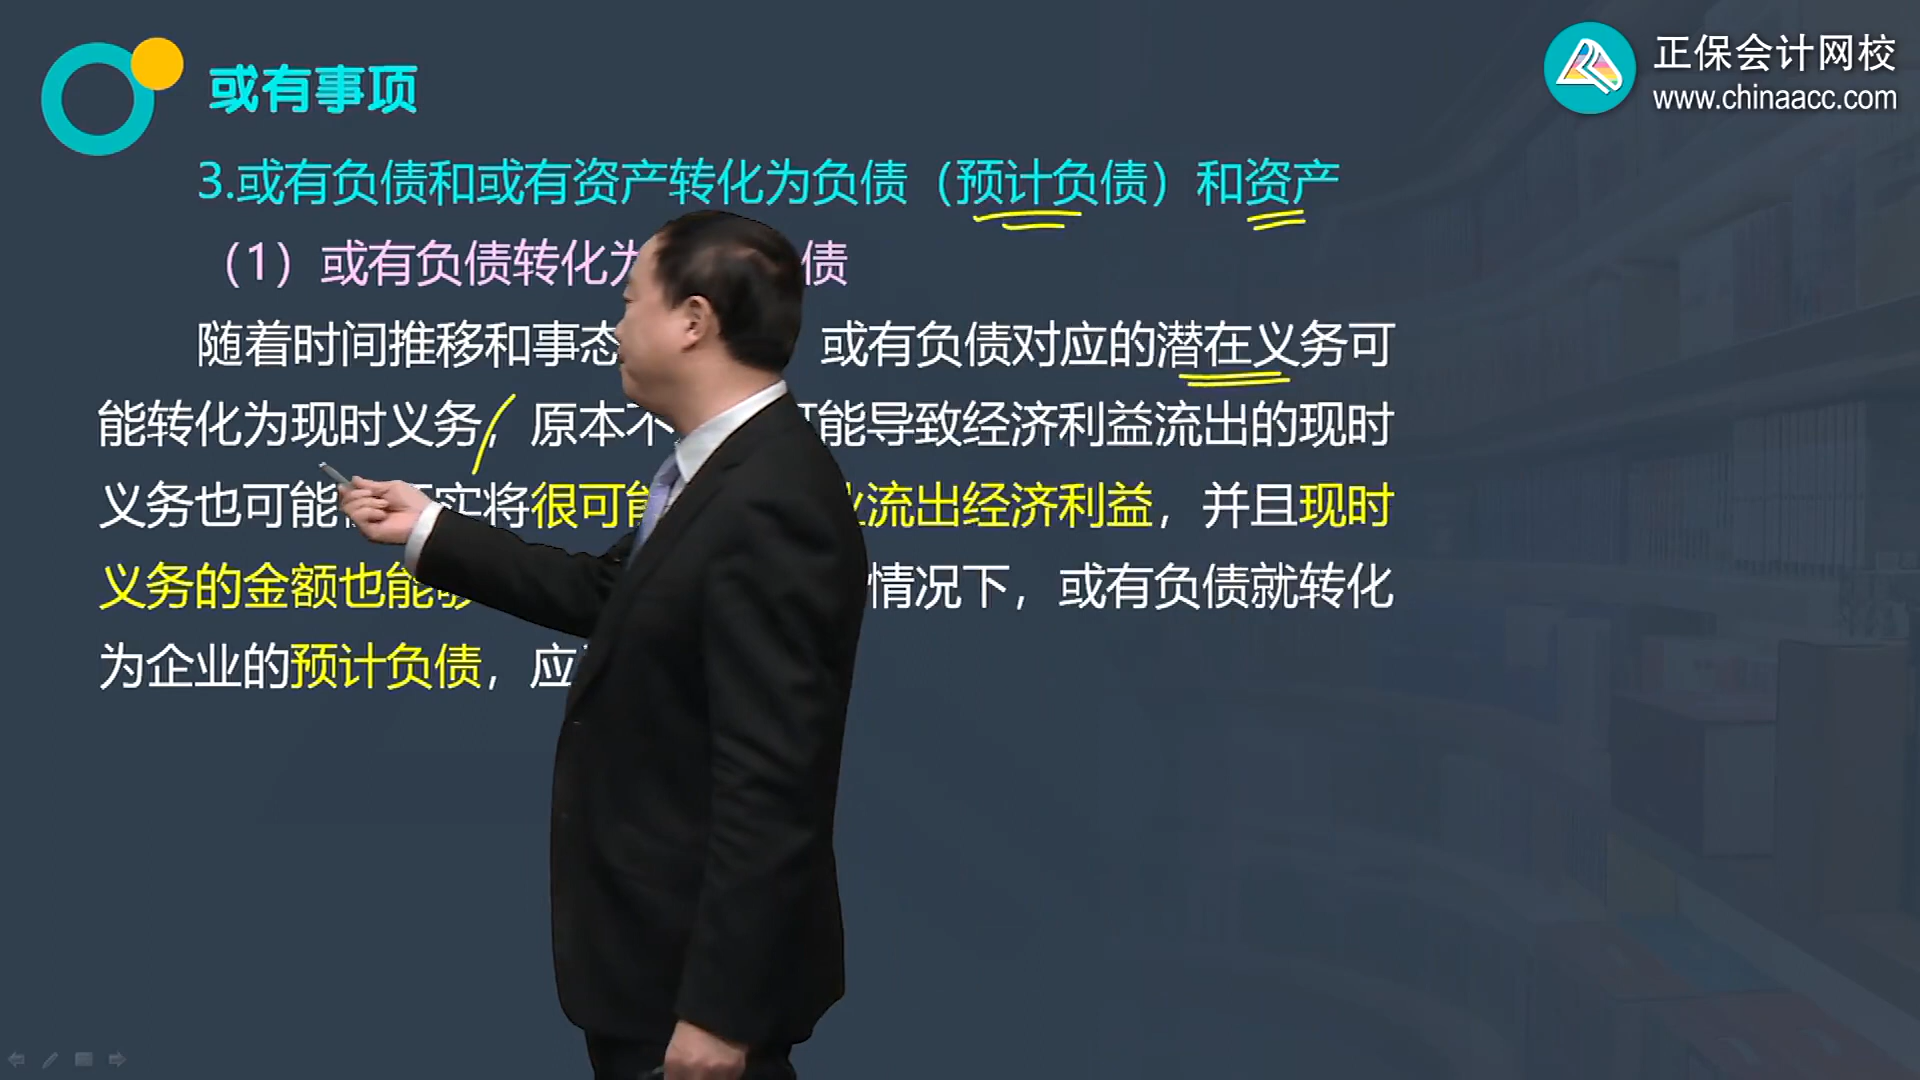 正保会计网校
www.chinaacc.com
或有事项
3.或有负债和或有资产转化为负债（预计负债）和资产
（1）或有负债转化为 债
随着时间推移和事态 或有负债对应的潜在义务可
能转化为现时义务，原本不 可能导致经济利益流出的现时
义务也可能 实将很可能 业流出经济利益，并且现时
义务的金额也能够 情况下，或有负债就转化
为企业的预计负债，应